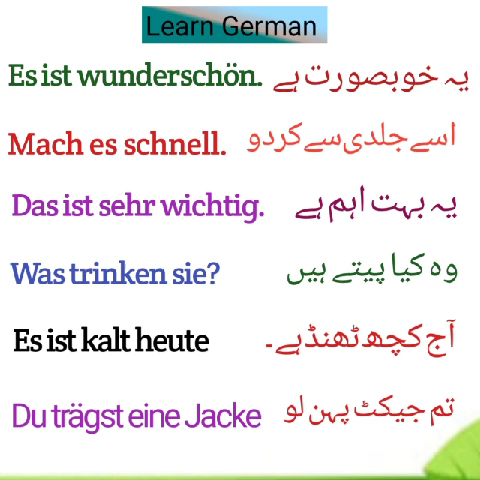 Learn German
Es ist wunderschön. یہ خوبصورت ہے
Mach es schnell. اسے جلدی سے کر دو
Das ist sehr wichtig. یہ بہت اہم ہے
Was trinken sie? وہ کیا پیتے ہیں
Es ist kalt heute آج کچھ ٹھنڈ ہے۔
Du trägst eine Jacke تم جیکٹ پہن لو